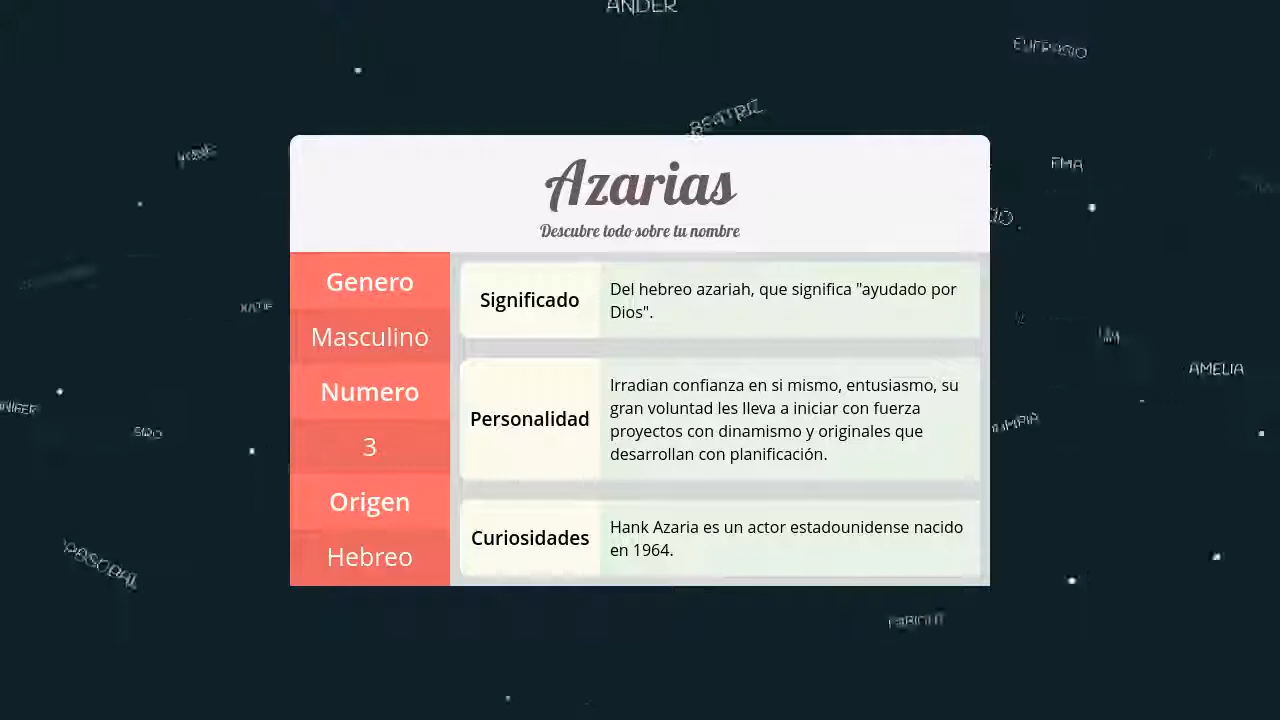 ANDER
BEATRIZ
EMA
AMELIA
Azarias
Descubre todo sobre tu nombre
Genero
Masculino
Numero
3
Origen
Hebreo
Significado
Del hebreo azariah, que significa "ayudado por
Dios".
Personalidad
Irradian confianza en si mismo, entusiasmo, su
gran voluntad les lleva a iniciar con fuerza
proyectos con dinamismo y originales que
desarrollan con planificación.
Curiosidades
Hank Azaria es un actor estadounidense nacido
en 1964.